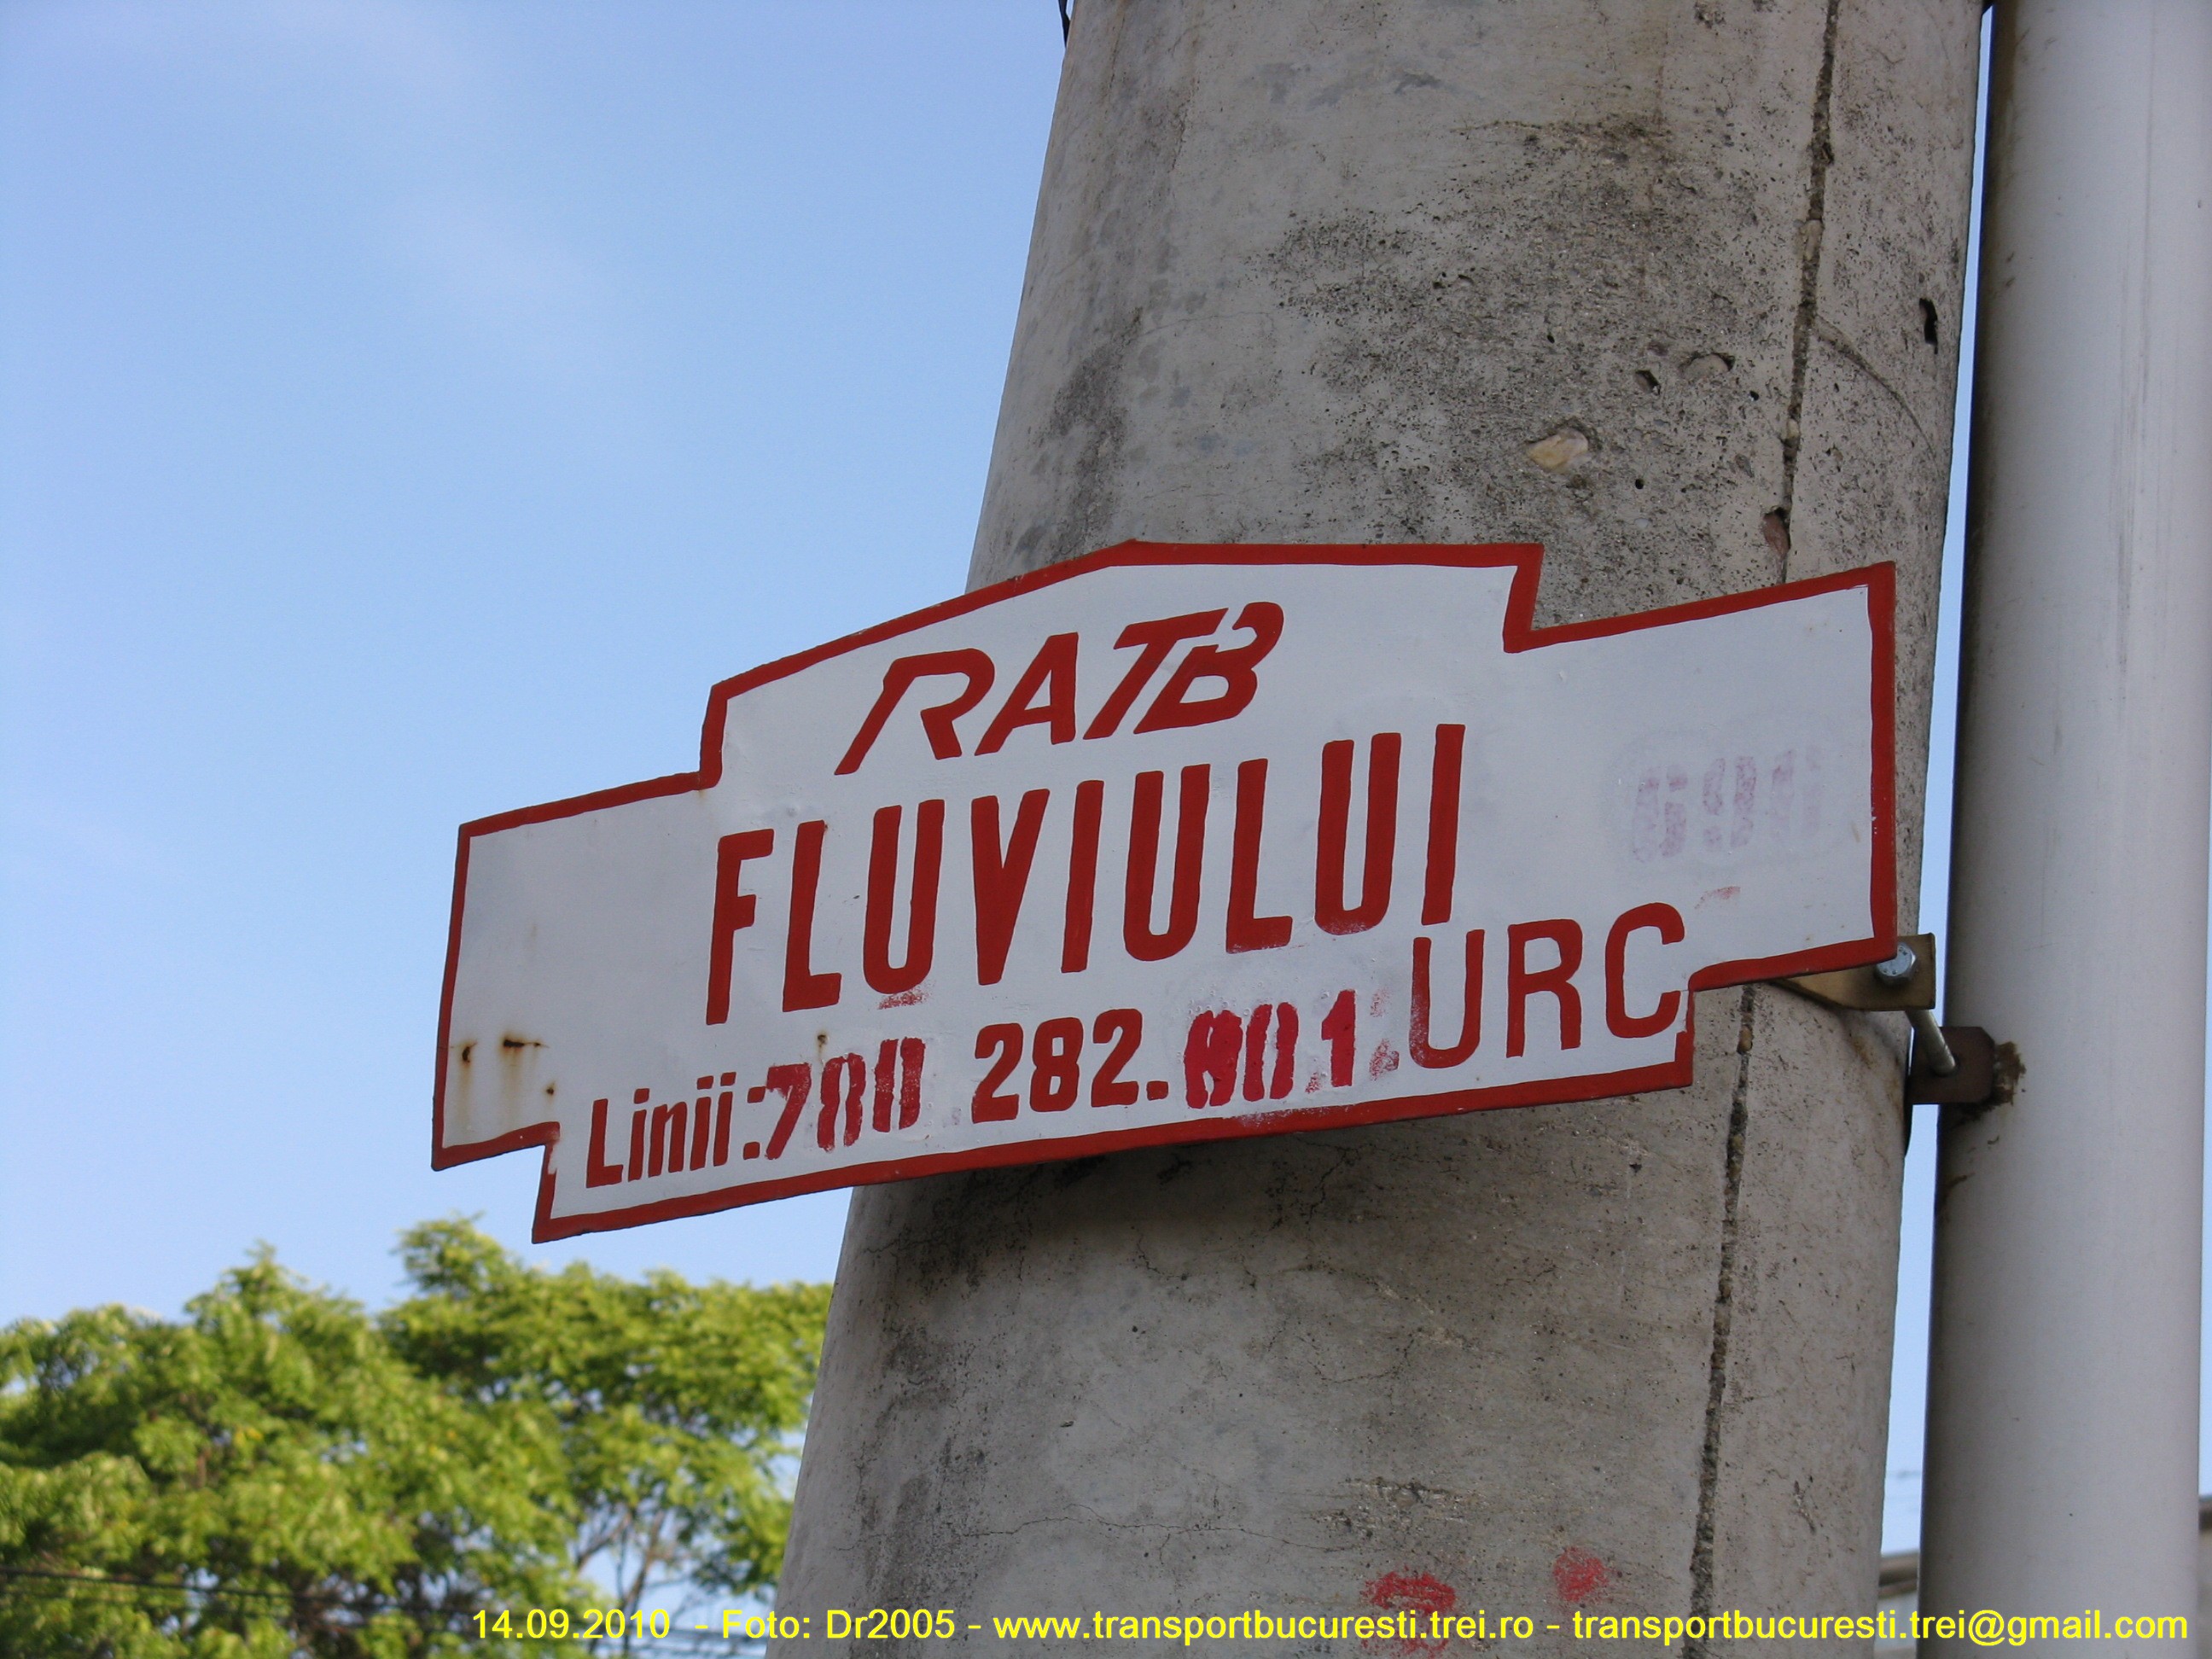 RATB
FLUVIULUI
Linii: 780 282. 801. URC
14.09.2010 - Foto: Dr2005 - www.transportbucuresti.trei.ro - transportbucuresti.trei@gmail.com